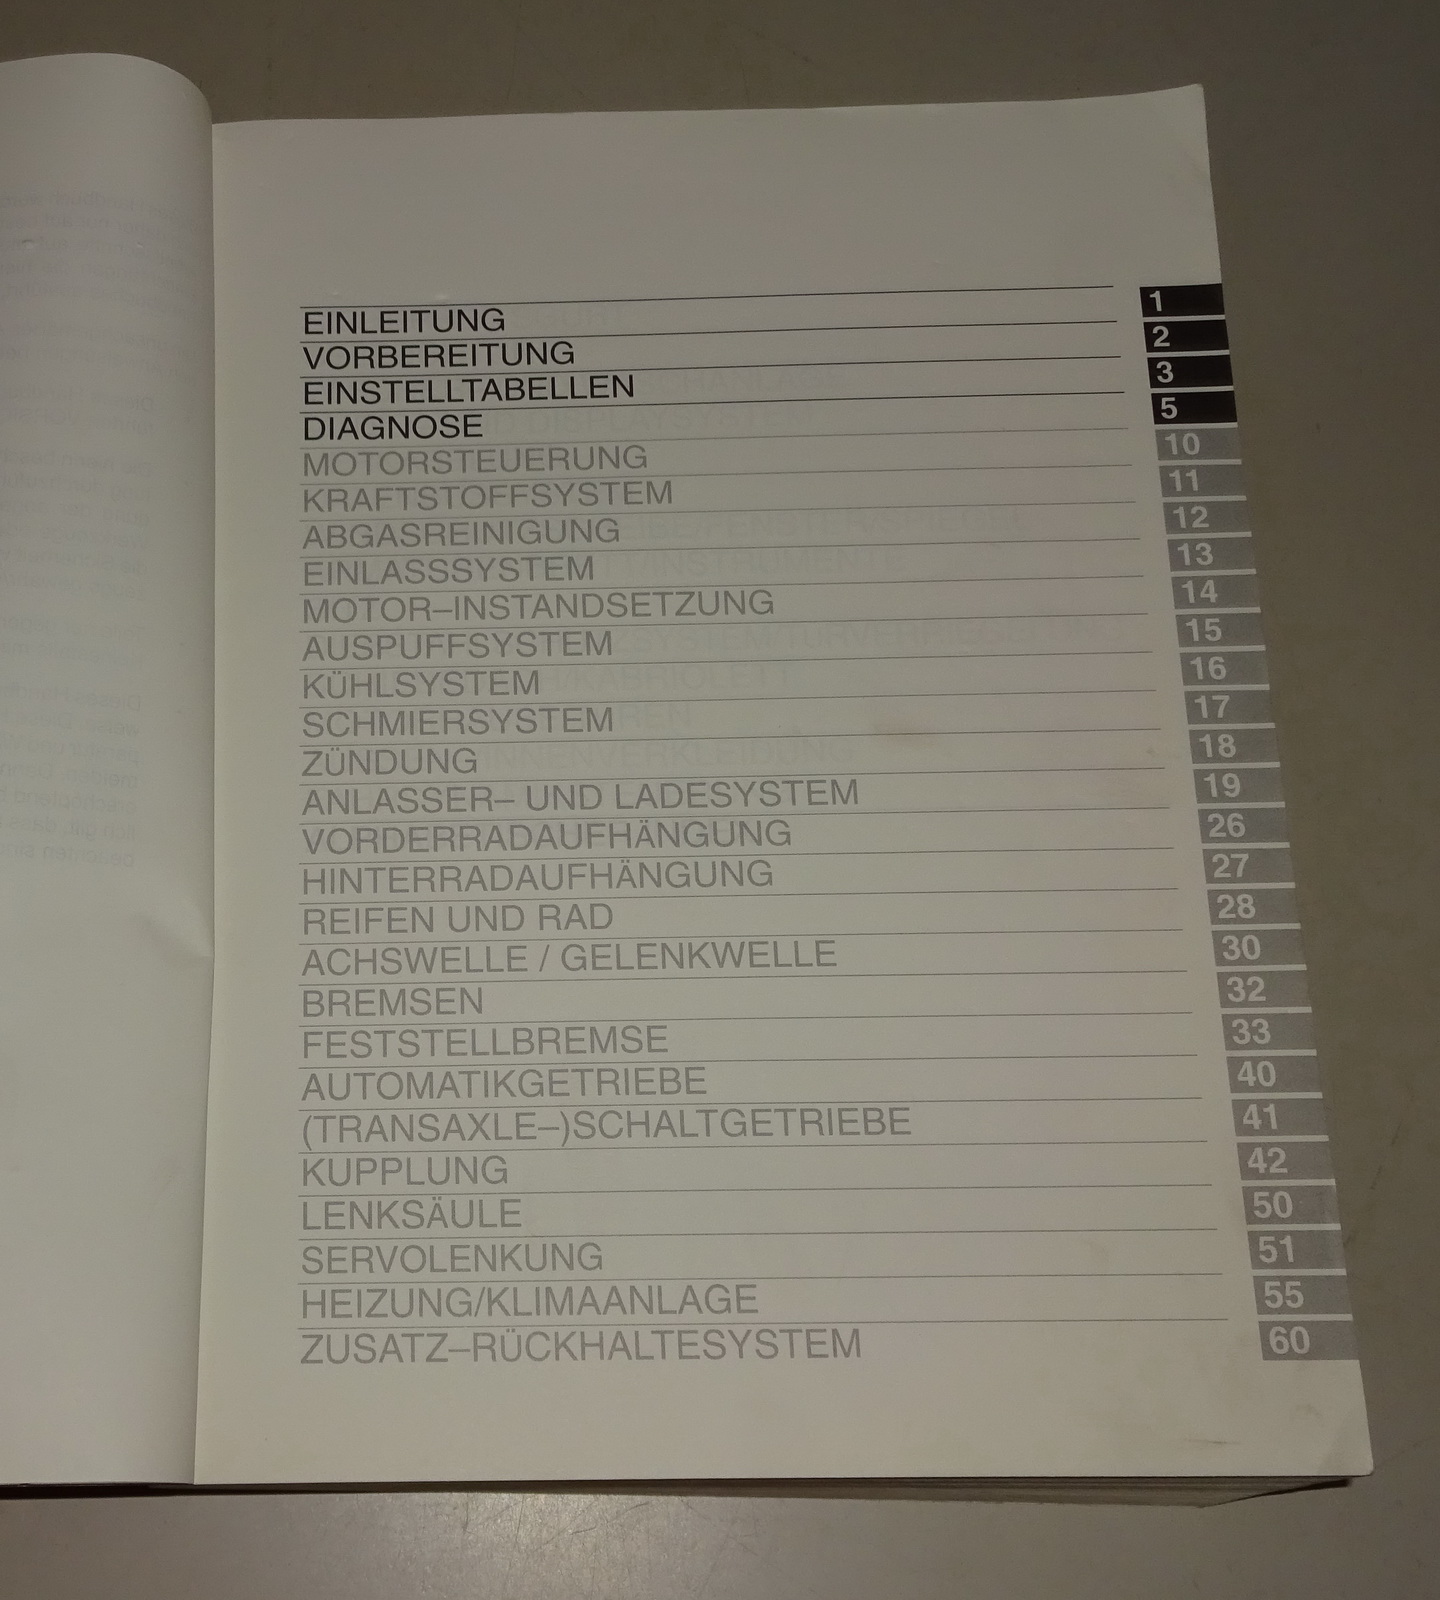 EINLEITUNG 1
VORBEREITUNG 2
EINSTELLTABELLEN 3
DIAGNOSE 5
MOTORSTEUERUNG 10
KRAFTSTOFFSYSTEM 11
ABGASREINIGUNG 12
EINLASSSYSTEM 13
MOTOR–INSTANDSETZUNG 14
AUSPUFFSYSTEM 15
KÜHLSYSTEM 16
SCHMIERSYSTEM 17
ZÜNDUNG 18
ANLASSER– UND LADESYSTEM 19
VORDERRADAUFHÄNGUNG 26
HINTERRADAUFHÄNGUNG 27
REIFEN UND RAD 28
ACHSWELLE / GELENKWELLE 30
BREMSEN 32
FESTSTELLBREMSE 33
AUTOMATIKGETRIEBE 40
(TRANSAXLE–)SCHALTGETRIEBE 41
KUPPLUNG 42
LENKSÄULE 50
SERVOLENKUNG 51
HEIZUNG/KLIMAANLAGE 55
ZUSATZ–RÜCKHALTESYSTEM 60